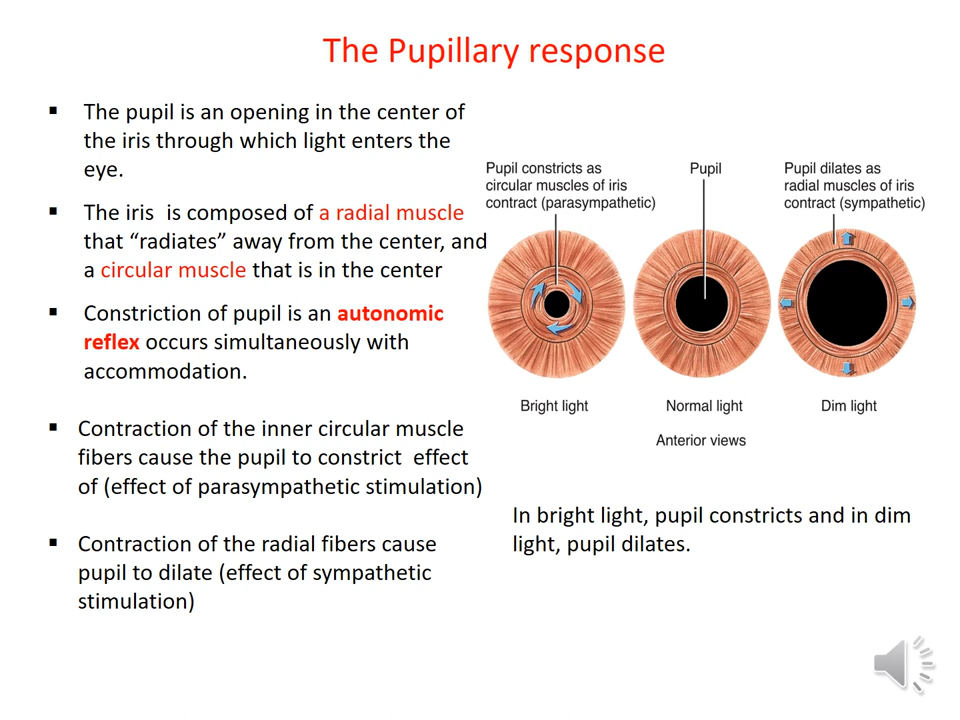 The Pupillary response
▪ The pupil is an opening in the center of
the iris through which light enters the
eye.
▪ The iris is composed of a radial muscle
that “radiates” away from the center, and
a circular muscle that is in the center
▪ Constriction of pupil is an autonomic
reflex occurs simultaneously with
accommodation.
▪ Contraction of the inner circular muscle
fibers cause the pupil to constrict effect
of (effect of parasympathetic stimulation)
▪ Contraction of the radial fibers cause
pupil to dilate (effect of sympathetic
stimulation)
Pupil constricts as
circular muscles of iris
contract (parasympathetic)
Pupil
Pupil dilates as
radial muscles of iris
contract (sympathetic)
Bright light
Normal light
Dim light
Anterior views
In bright light, pupil constricts and in dim
light, pupil dilates.